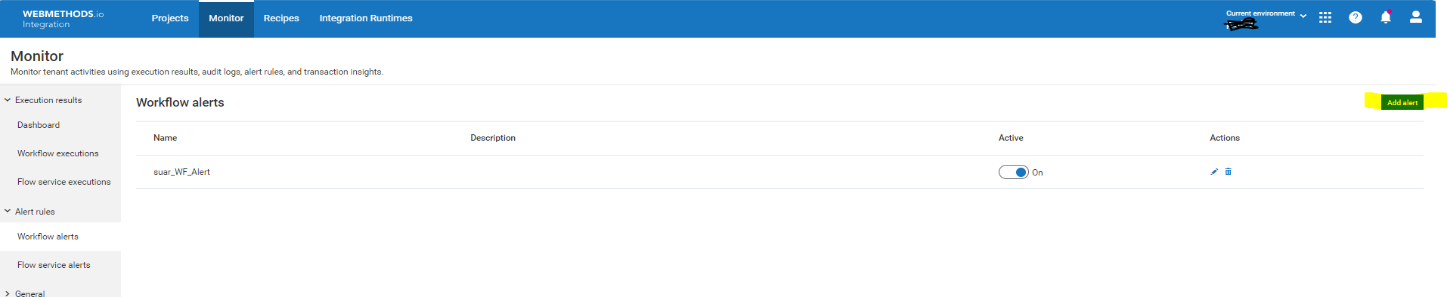 WEBMETHODS.io
Integration
Projects
Monitor
Recipes
Integration Runtimes
Current environment
Monitor
Monitor tenant activities using execution results, audit logs, alert rules, and transaction insights.
Execution results
Dashboard
Workflow executions
Flow service executions
Alert rules
Workflow alerts
Flow service alerts
General
Workflow alerts
Add alert
Name Description Active Actions
suar_WF_Alert On